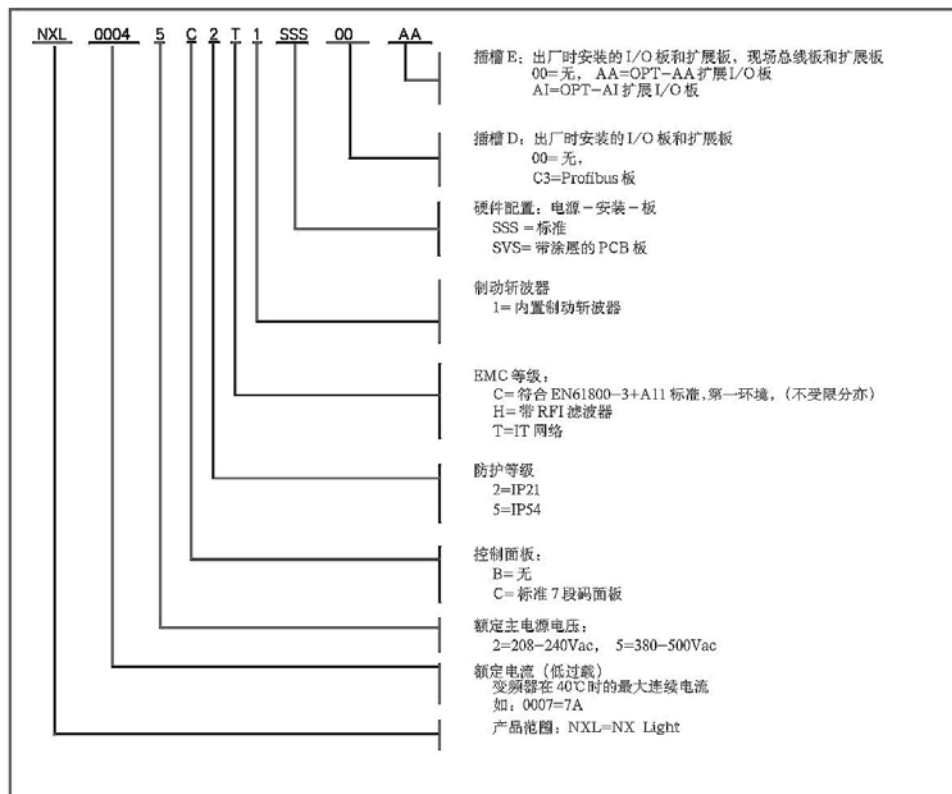 NXL 0004 5 C 2 T 1 SSS 00 AA
插槽 E：出厂时安装的 I/O 板和扩展板，现场总线板和扩展板
00=无， AA=OPT-AA 扩展 I/O 板
AI=OPT-AI 扩展 I/O 板
插槽 D：出厂时安装的 I/O 板和扩展板
00=无，
C3=Profibus 板
硬件配置：电源-安装-板
SSS =标准
SVS=带涂层的 PCB 板
制动斩波器
1=内置制动斩波器
EMC 等级：
C=符合 EN61800-3+A11 标准,第一环境，（不受限分亦）
H=带 RFI 滤波器
T=IT 网络
防护等级
2=IP21
5=IP54
控制面板：
B=无
C=标准 7 段码面板
额定主电源电压：
2=208-240Vac， 5=380-500Vac
额定电流（低过载）
变频器在 40℃时的最大连续电流
如：0007=7A
产品范围：NXL=NX Light